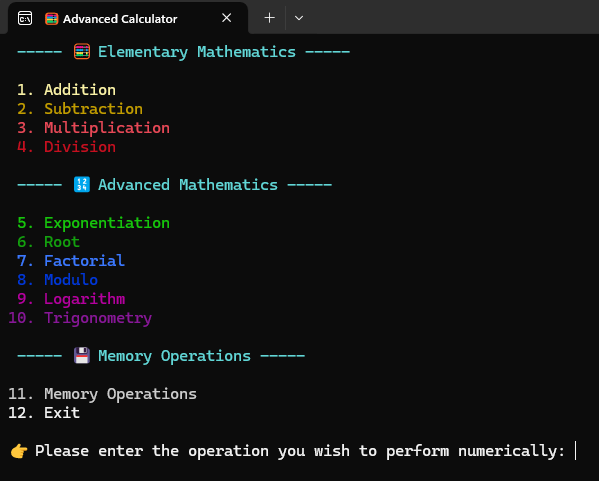 Advanced Calculator
----- 🧮 Elementary Mathematics -----
1. Addition
2. Subtraction
3. Multiplication
4. Division
----- 🔢 Advanced Mathematics -----
5. Exponentiation
6. Root
7. Factorial
8. Modulo
9. Logarithm
10. Trigonometry
----- 💾 Memory Operations -----
11. Memory Operations
12. Exit
👉 Please enter the operation you wish to perform numerically: